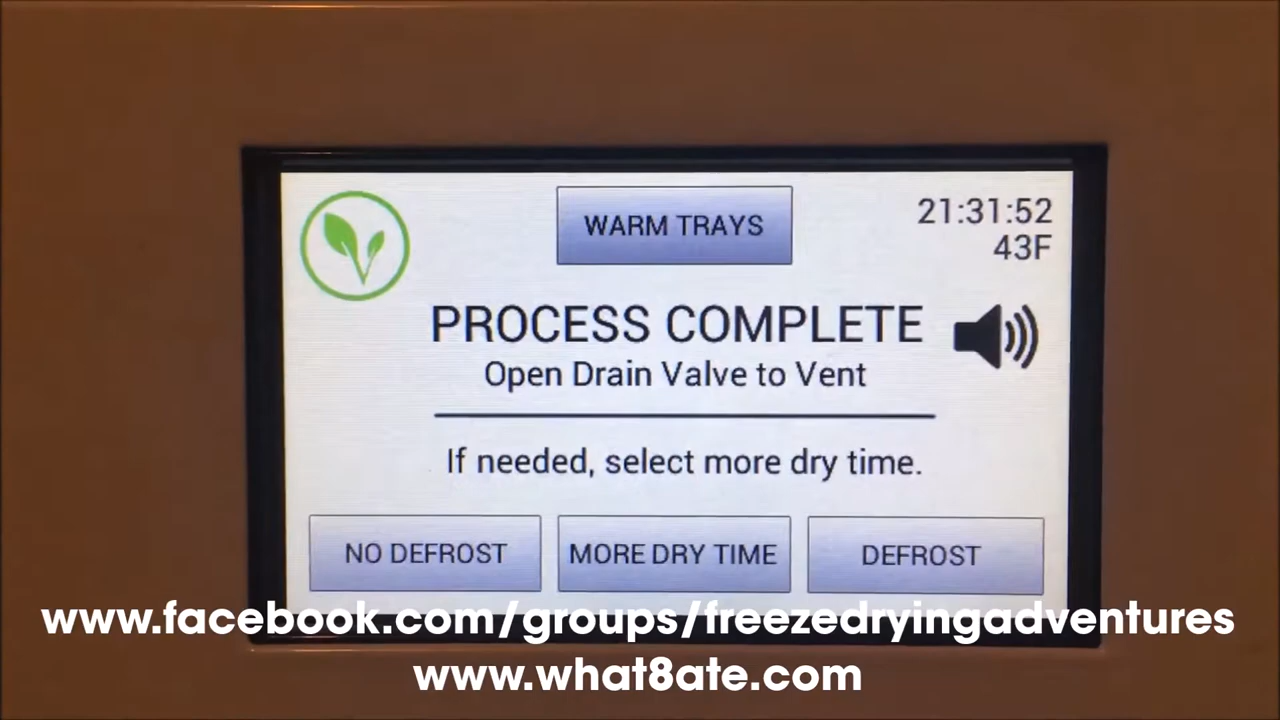 WARM TRAYS
21:31:52
43F
PROCESS COMPLETE
Open Drain Valve to Vent
If needed, select more dry time.
NO DEFROST
MORE DRY TIME
DEFROST
www.facebook.com/groups/freezedryingadventures
www.what8ate.com